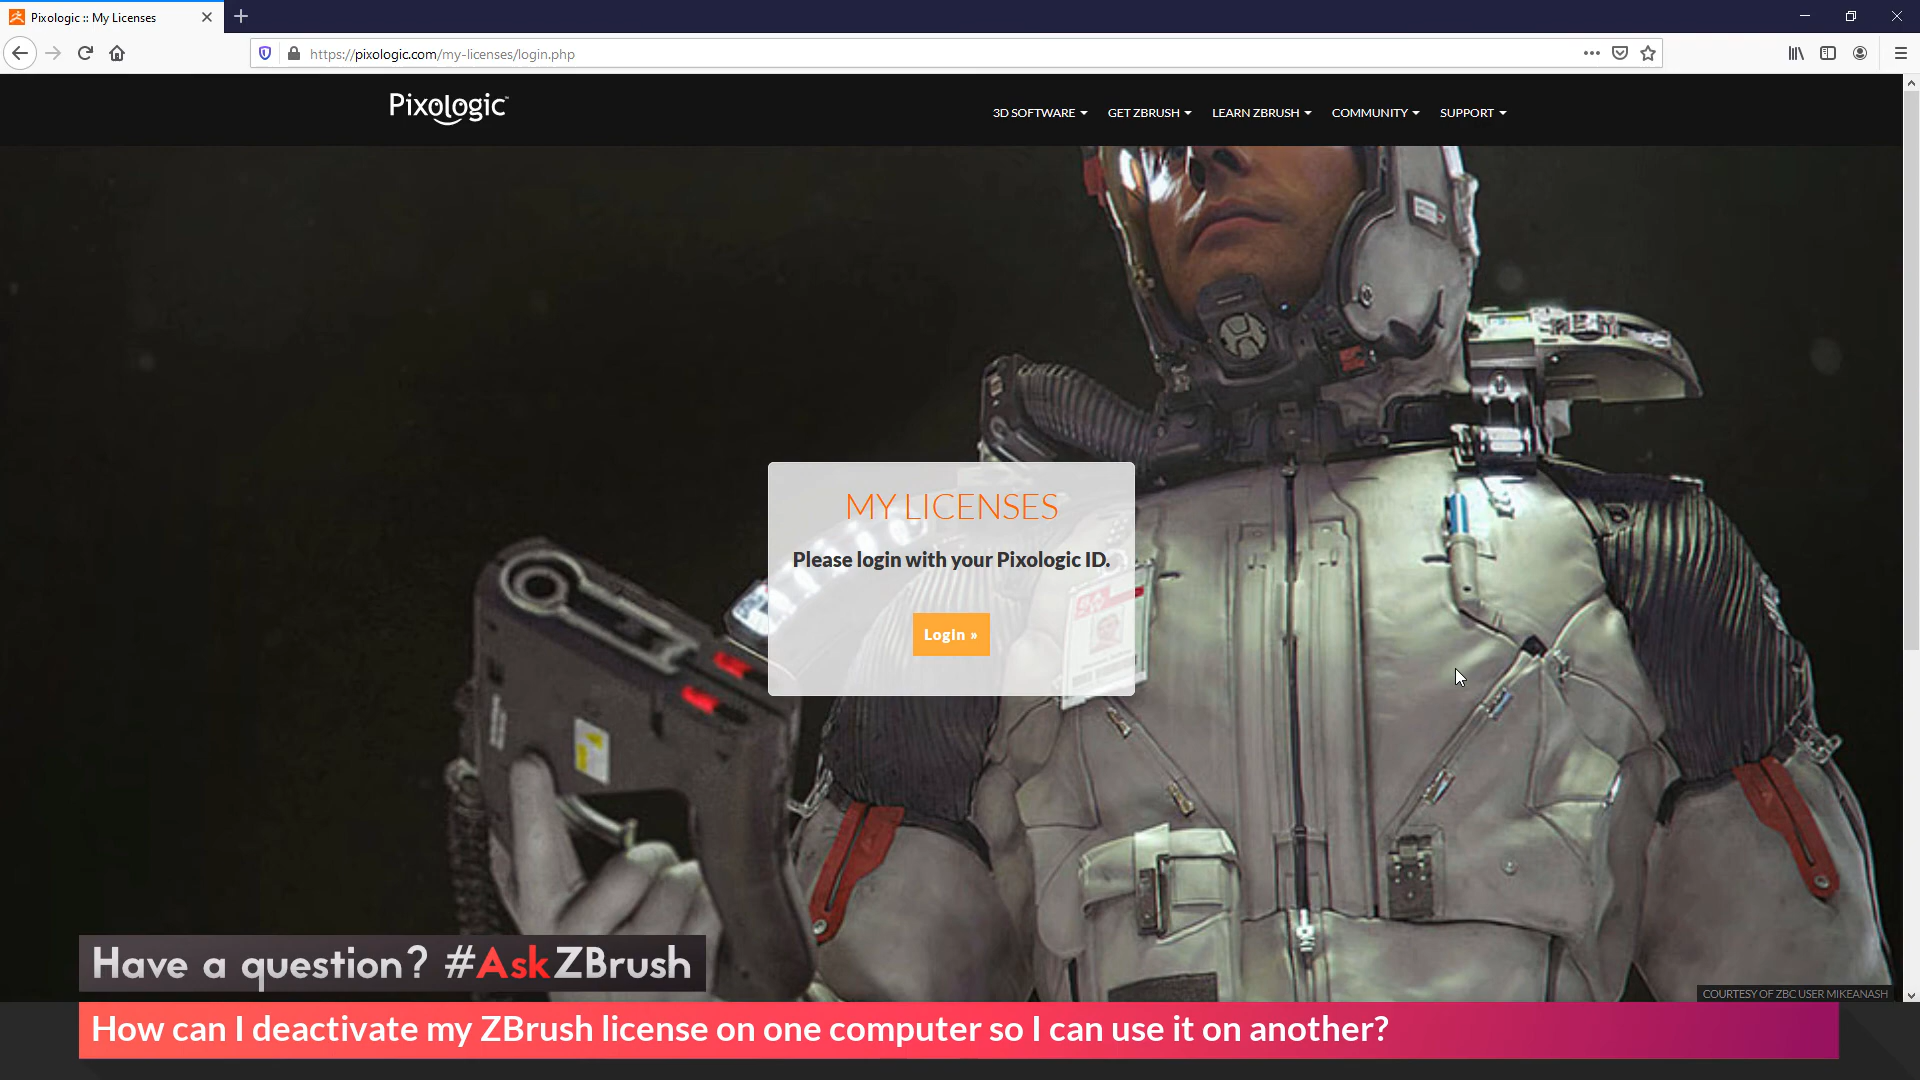 Pixologic :: My Licenses
https://pixologic.com/my-licenses/login.php
Pixologic™
3D SOFTWARE GET ZBRUSH LEARN ZBRUSH COMMUNITY SUPPORT
MY LICENSES
Please login with your Pixologic ID.
Login »
Have a question? #AskZBrush
COURTESY OF ZBC USER MIKEANASH
How can I deactivate my ZBrush license on one computer so I can use it on another?